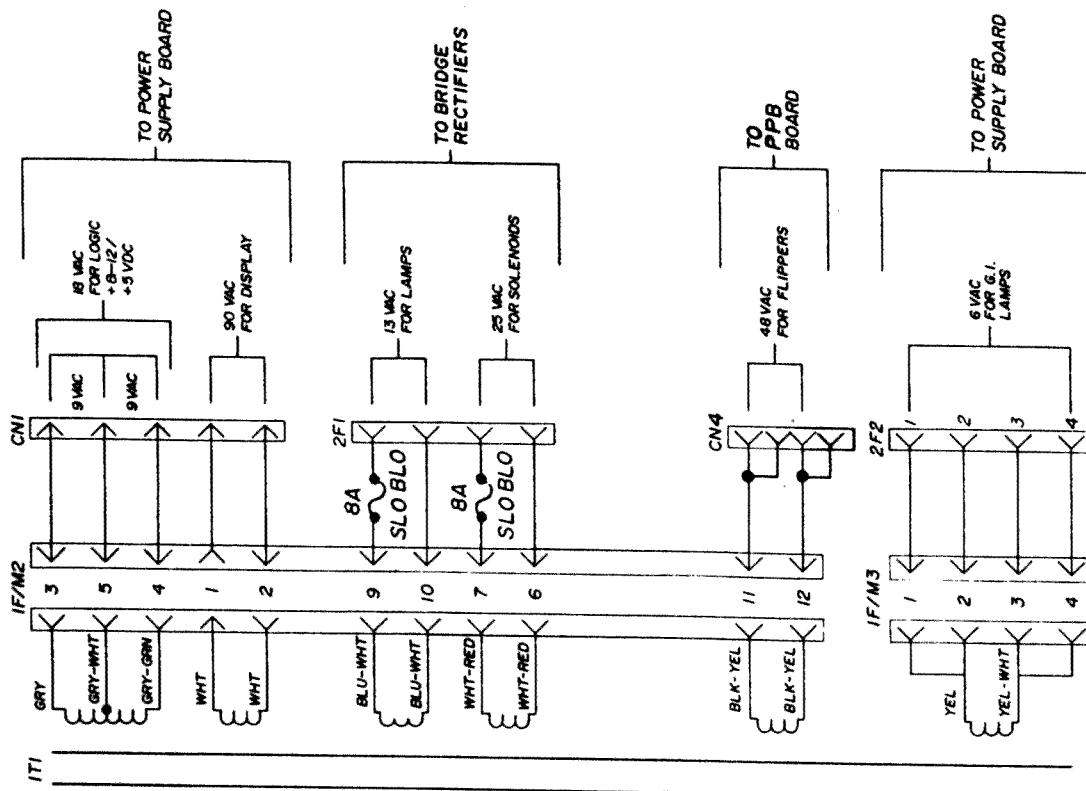 1T1
GRY
GRY-WHT
GRY-GRN
WHT
WHT
BLU-WHT
BLU-WHT
WHT-RED
WHT-RED
BLK-YEL
BLK-YEL
YEL
YEL-WHT
1F/M2
3
5
4
1
2
9
10
7
6
11
12
1F/M3
1
2
3
4
8A
SLO BLO
8A
SLO BLO
CN1
2F1
CN4
2F2
1
2
3
4
9 VAC
9 VAC
18 VAC
FOR LOGIC
+8-12/
+5 VDC
90 VAC
FOR DISPLAY
13 VAC
FOR LAMPS
25 VAC
FOR SOLENOIDS
48 VAC
FOR FLIPPERS
6 VAC
FOR G.I.
LAMPS
TO POWER
SUPPLY BOARD
TO BRIDGE
RECTIFIERS
TO
PPB
BOARD
TO POWER
SUPPLY BOARD